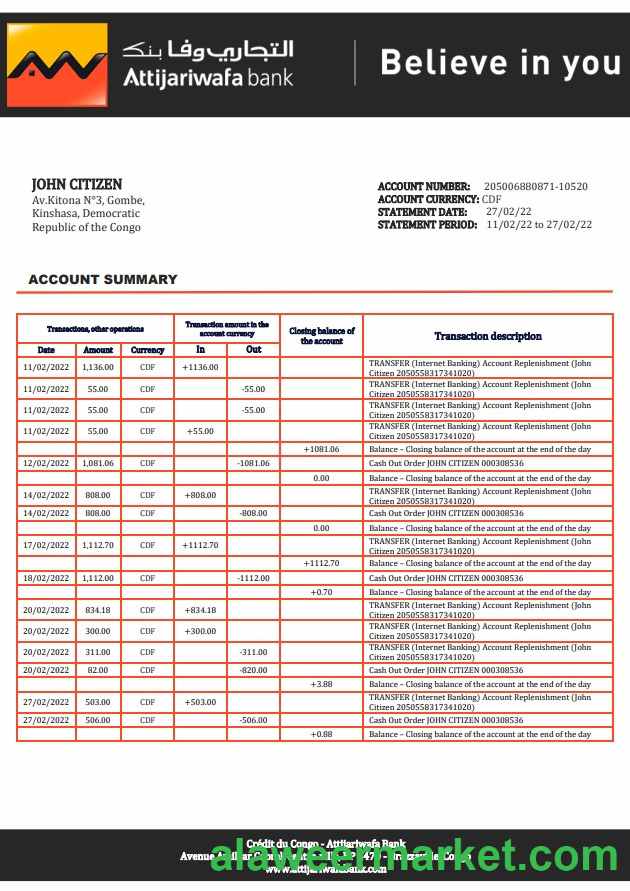 التجاري وفا بنك
Attijariwafa bank
Believe in you
JOHN CITIZEN
Av.Kitona N°3, Gombe,
Kinshasa, Democratic
Republic of the Congo
ACCOUNT NUMBER: 205006880871-10520
ACCOUNT CURRENCY: CDF
STATEMENT DATE: 27/02/22
STATEMENT PERIOD: 11/02/22 to 27/02/22
ACCOUNT SUMMARY
Transactions, other operations
Transaction amount in the
account currency
Closing balance of
the account
Transaction description
Date Amount Currency In Out
11/02/2022 1,136.00 CDF +1136.00 TRANSFER (Internet Banking) Account Replenishment (John
Citizen 2050558317341020)
11/02/2022 55.00 CDF -55.00 TRANSFER (Internet Banking) Account Replenishment (John
Citizen 2050558317341020)
11/02/2022 55.00 CDF -55.00 TRANSFER (Internet Banking) Account Replenishment (John
Citizen 2050558317341020)
11/02/2022 55.00 CDF +55.00 TRANSFER (Internet Banking) Account Replenishment (John
Citizen 2050558317341020)
+1081.06 Balance – Closing balance of the account at the end of the day
12/02/2022 1,081.06 CDF -1081.06 Cash Out Order JOHN CITIZEN 000308536
0.00 Balance – Closing balance of the account at the end of the day
14/02/2022 808.00 CDF +808.00 TRANSFER (Internet Banking) Account Replenishment (John
Citizen 2050558317341020)
14/02/2022 808.00 CDF -808.00 Cash Out Order JOHN CITIZEN 000308536
0.00 Balance – Closing balance of the account at the end of the day
17/02/2022 1,112.70 CDF +1112.70 TRANSFER (Internet Banking) Account Replenishment (John
Citizen 2050558317341020)
+1112.70 Balance – Closing balance of the account at the end of the day
18/02/2022 1,112.00 CDF -1112.00 Cash Out Order JOHN CITIZEN 000308536
+0.70 Balance – Closing balance of the account at the end of the day
20/02/2022 834.18 CDF +834.18 TRANSFER (Internet Banking) Account Replenishment (John
Citizen 2050558317341020)
20/02/2022 300.00 CDF +300.00 TRANSFER (Internet Banking) Account Replenishment (John
Citizen 2050558317341020)
20/02/2022 311.00 CDF -311.00 TRANSFER (Internet Banking) Account Replenishment (John
Citizen 2050558317341020)
20/02/2022 82.00 CDF -820.00 Cash Out Order JOHN CITIZEN 000308536
+3.88 Balance – Closing balance of the account at the end of the day
27/02/2022 503.00 CDF +503.00 TRANSFER (Internet Banking) Account Replenishment (John
Citizen 2050558317341020)
27/02/2022 506.00 CDF -506.00 Cash Out Order JOHN CITIZEN 000308536
+0.88 Balance – Closing balance of the account at the end of the day
Crédit du Congo - Attijariwafa Bank
Avenue
www.attijariwafabank.com
alaweermarket.com